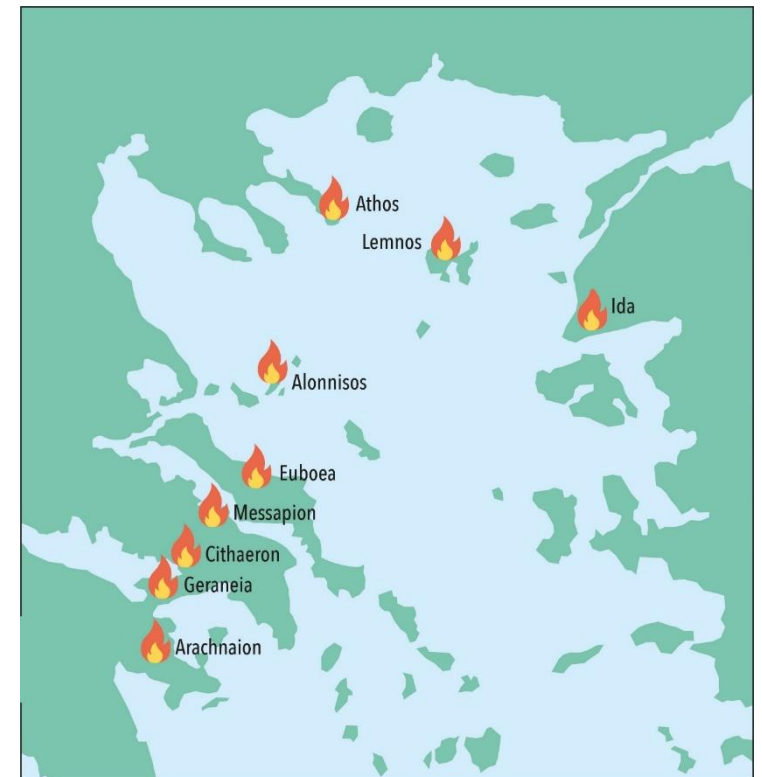 Athos
Lemnos
Ida
Alonnisos
Euboea
Messapion
Cithaeron
Geraneia
Arachnaion